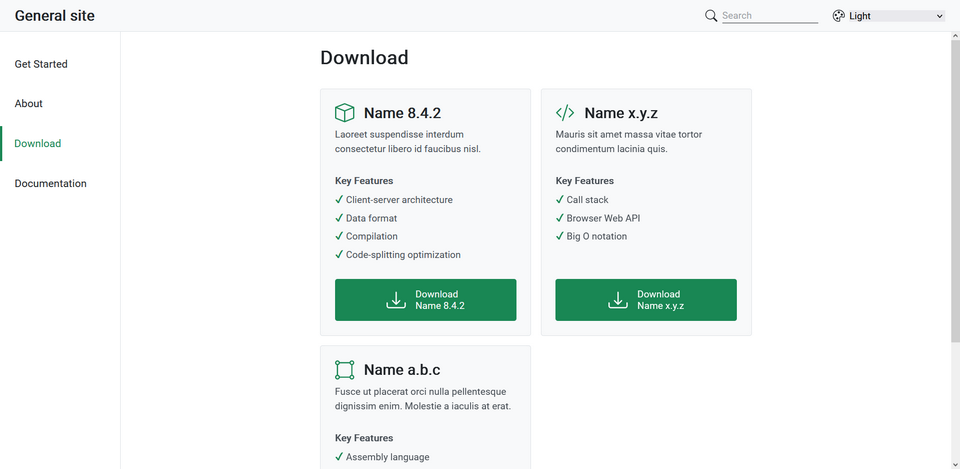 General site
Search
Light
Get Started
About
Download
Documentation
Download
Name 8.4.2
Laoreet suspendisse interdum
consectetur libero id faucibus nisl.
Key Features
Client-server architecture
Data format
Compilation
Code-splitting optimization
Download
Name 8.4.2
Name x.y.z
Mauris sit amet massa vitae tortor
condimentum lacinia quis.
Key Features
Call stack
Browser Web API
Big O notation
Download
Name x.y.z
Name a.b.c
Fusce ut placerat orci nulla pellentesque
dignissim enim. Molestie a iaculis at erat.
Key Features
Assembly language